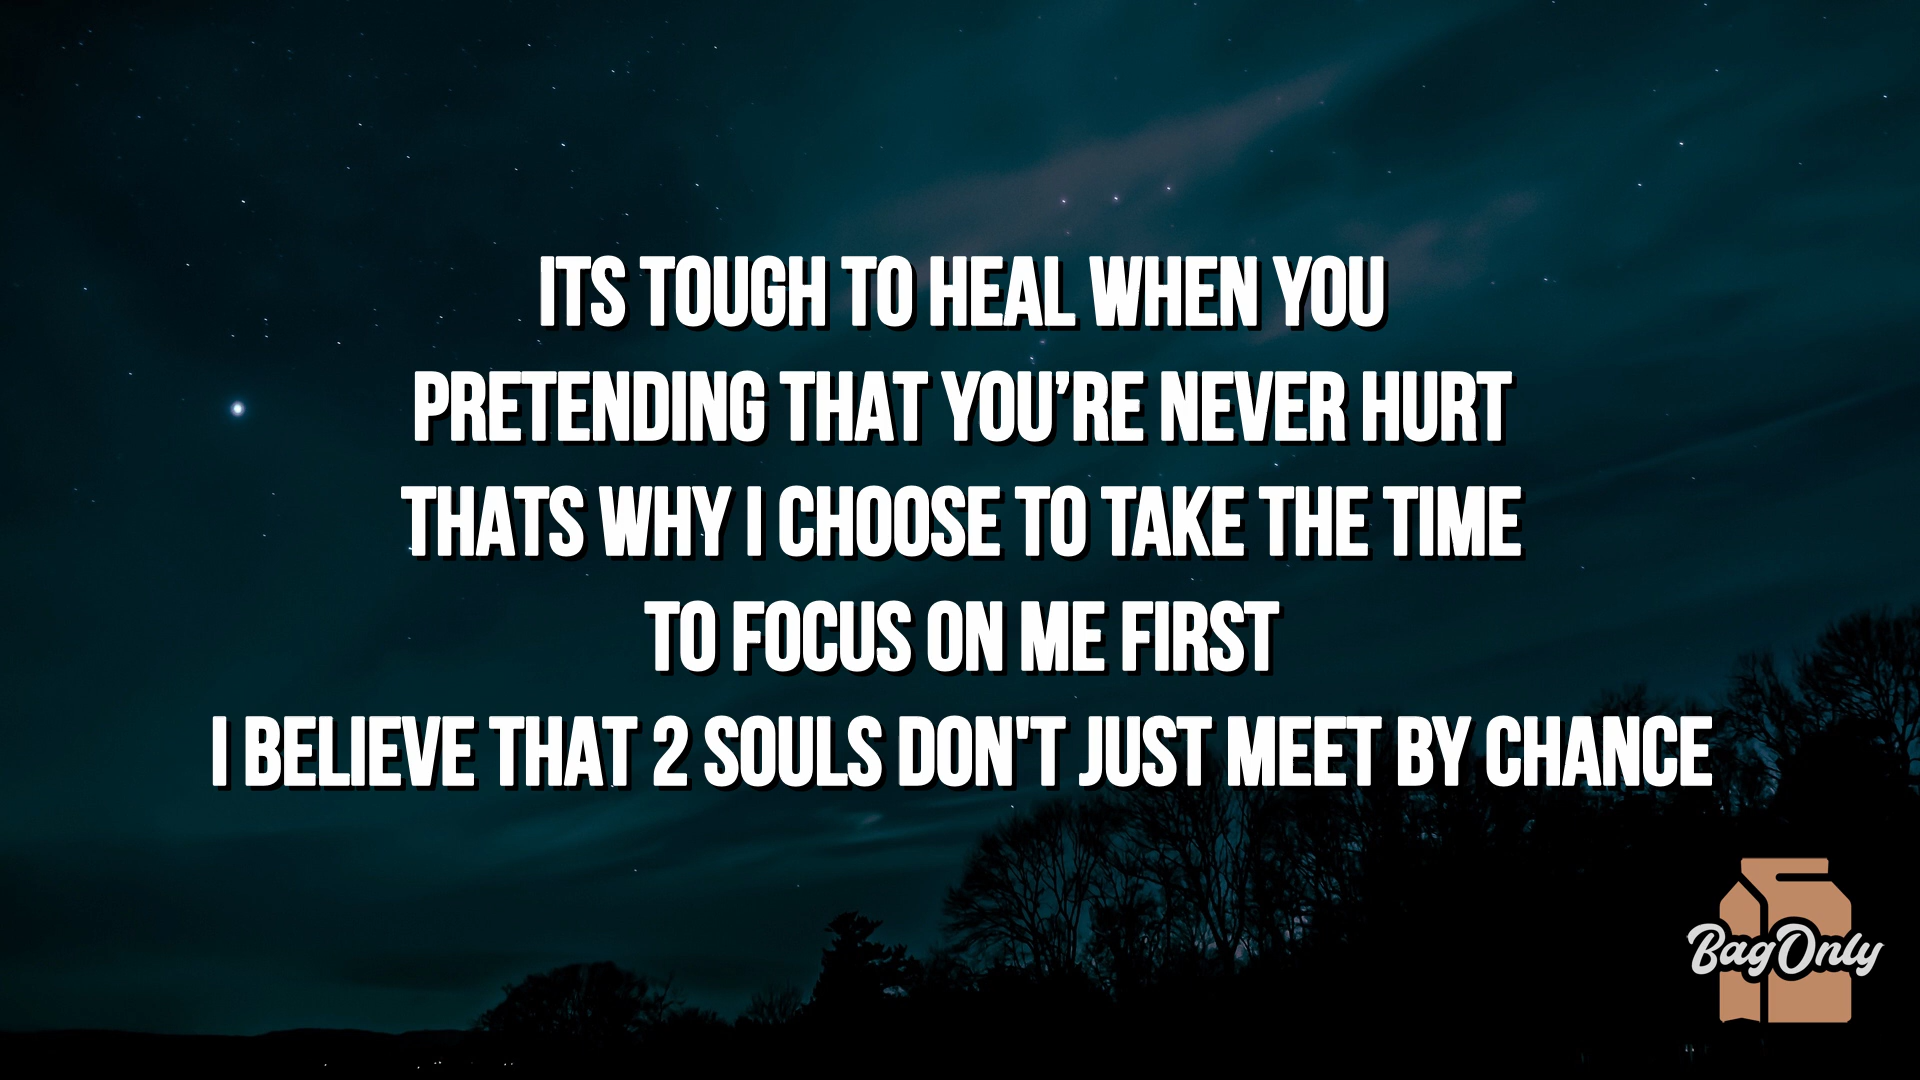 ITS TOUGH TO HEAL WHEN YOU
PRETENDING THAT YOU’RE NEVER HURT
THATS WHY I CHOOSE TO TAKE THE TIME
TO FOCUS ON ME FIRST
I BELIEVE THAT 2 SOULS DON'T JUST MEET BY CHANCE
BagOnly